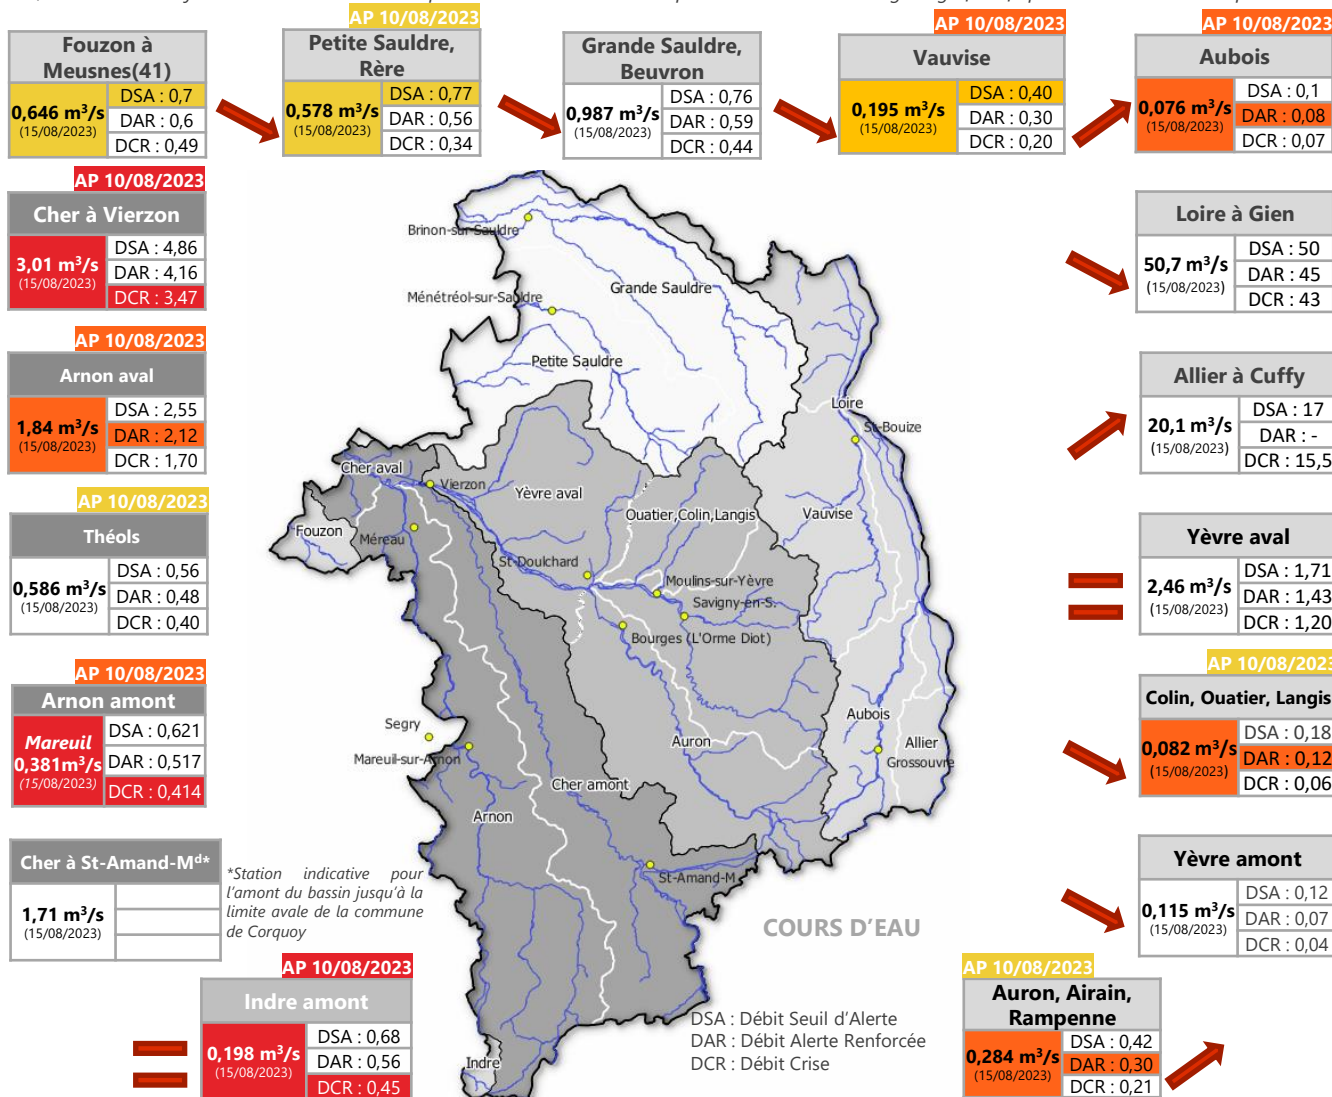 AP 10/08/2023
AP 10/08/2023
AP 10/08/2023
Fouzon à
Meusnes(41)
0,646 m³/s
(15/08/2023)
DSA : 0,7
DAR : 0,6
DCR : 0,49
Petite Sauldre,
Rère
0,578 m³/s
(15/08/2023)
DSA : 0,77
DAR : 0,56
DCR : 0,34
Grande Sauldre,
Beuvron
0,987 m³/s
(15/08/2023)
DSA : 0,76
DAR : 0,59
DCR : 0,44
Vauvise
0,195 m³/s
(15/08/2023)
DSA : 0,40
DAR : 0,30
DCR : 0,20
Aubois
0,076 m³/s
(15/08/2023)
DSA : 0,1
DAR : 0,08
DCR : 0,07
AP 10/08/2023
Cher à Vierzon
3,01 m³/s
(15/08/2023)
DSA : 4,86
DAR : 4,16
DCR : 3,47
AP 10/08/2023
Arnon aval
1,84 m³/s
(15/08/2023)
DSA : 2,55
DAR : 2,12
DCR : 1,70
AP 10/08/2023
Théols
0,586 m³/s
(15/08/2023)
DSA : 0,56
DAR : 0,48
DCR : 0,40
AP 10/08/2023
Arnon amont
Mareuil
0,381m³/s
(15/08/2023)
DSA : 0,621
DAR : 0,517
DCR : 0,414
Cher à St-Amand-Mᵈ*
1,71 m³/s
(15/08/2023)
*Station indicative pour
l'amont du bassin jusqu'à la
limite avale de la commune
de Corquoy
AP 10/08/2023
Indre amont
0,198 m³/s
(15/08/2023)
DSA : 0,68
DAR : 0,56
DCR : 0,45
Brinon-sur-Sauldre
Grande Sauldre
Ménétréol-sur-Sauldre
Petite Sauldre
Loire
St-Bouize
Cher aval
Vierzon
Yèvre aval
Ouatier,Colin,Langis
Vauvise
Fouzon
Méreau
St-Doulchard
Moulins-sur-Yèvre
Savigny-en-S.
Bourges (L'Orme Diot)
Segry
Mareuil-sur-Arnon
Auron
Aubois
Allier
Grossouvre
Cher amont
Arnon
St-Amand-M
Indre
COURS D'EAU
DSA : Débit Seuil d'Alerte
DAR : Débit Alerte Renforcée
DCR : Débit Crise
Loire à Gien
50,7 m³/s
(15/08/2023)
DSA : 50
DAR : 45
DCR : 43
Allier à Cuffy
20,1 m³/s
(15/08/2023)
DSA : 17
DAR : -
DCR : 15,5
Yèvre aval
2,46 m³/s
(15/08/2023)
DSA : 1,71
DAR : 1,43
DCR : 1,20
AP 10/08/2023
Colin, Ouatier, Langis
0,082 m³/s
(15/08/2023)
DSA : 0,18
DAR : 0,12
DCR : 0,06
Yèvre amont
0,115 m³/s
(15/08/2023)
DSA : 0,12
DAR : 0,07
DCR : 0,04
AP 10/08/2023
Auron, Airain,
Rampenne
0,284 m³/s
(15/08/2023)
DSA : 0,42
DAR : 0,30
DCR : 0,21